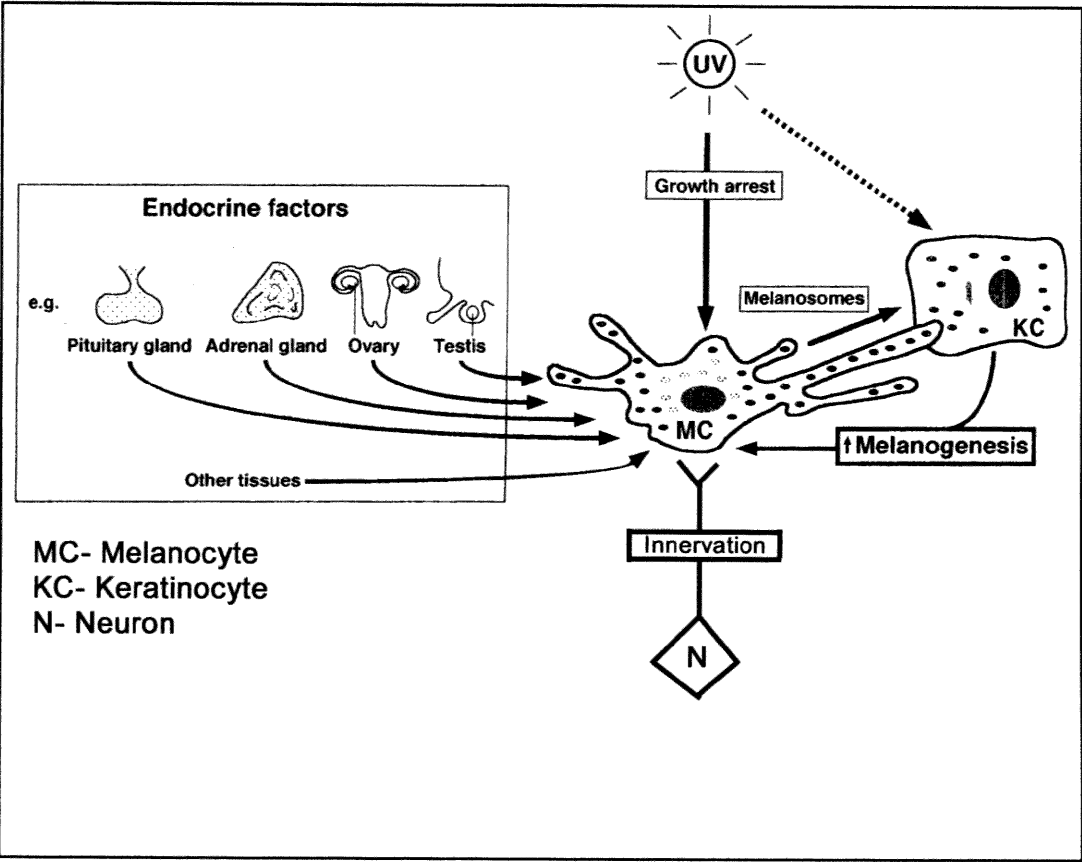 UV
Growth arrest
Endocrine factors
e.g.
Pituitary gland Adrenal gland Ovary Testis
Melanosomes
KC
MC
↑Melanogenesis
Other tissues
Innervation
N
MC- Melanocyte
KC- Keratinocyte
N- Neuron